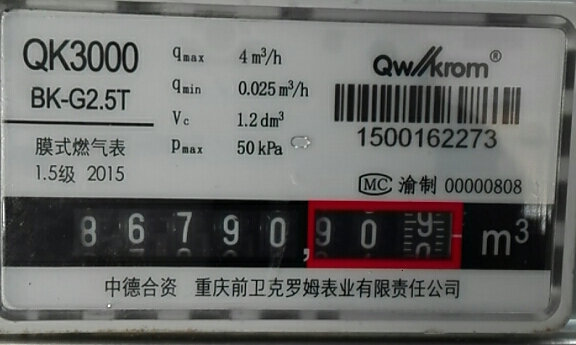 QK3000
BK-G2.5T
膜式燃气表
1.5级 2015
qmax 4 m³/h
qmin 0.025 m³/h
Vc 1.2 dm³
Pmax 50 kPa
Qw//krom®
1500162273
MC 渝制 00000808
86790,90 m³
中德合资 重庆前卫克罗姆表业有限责任公司